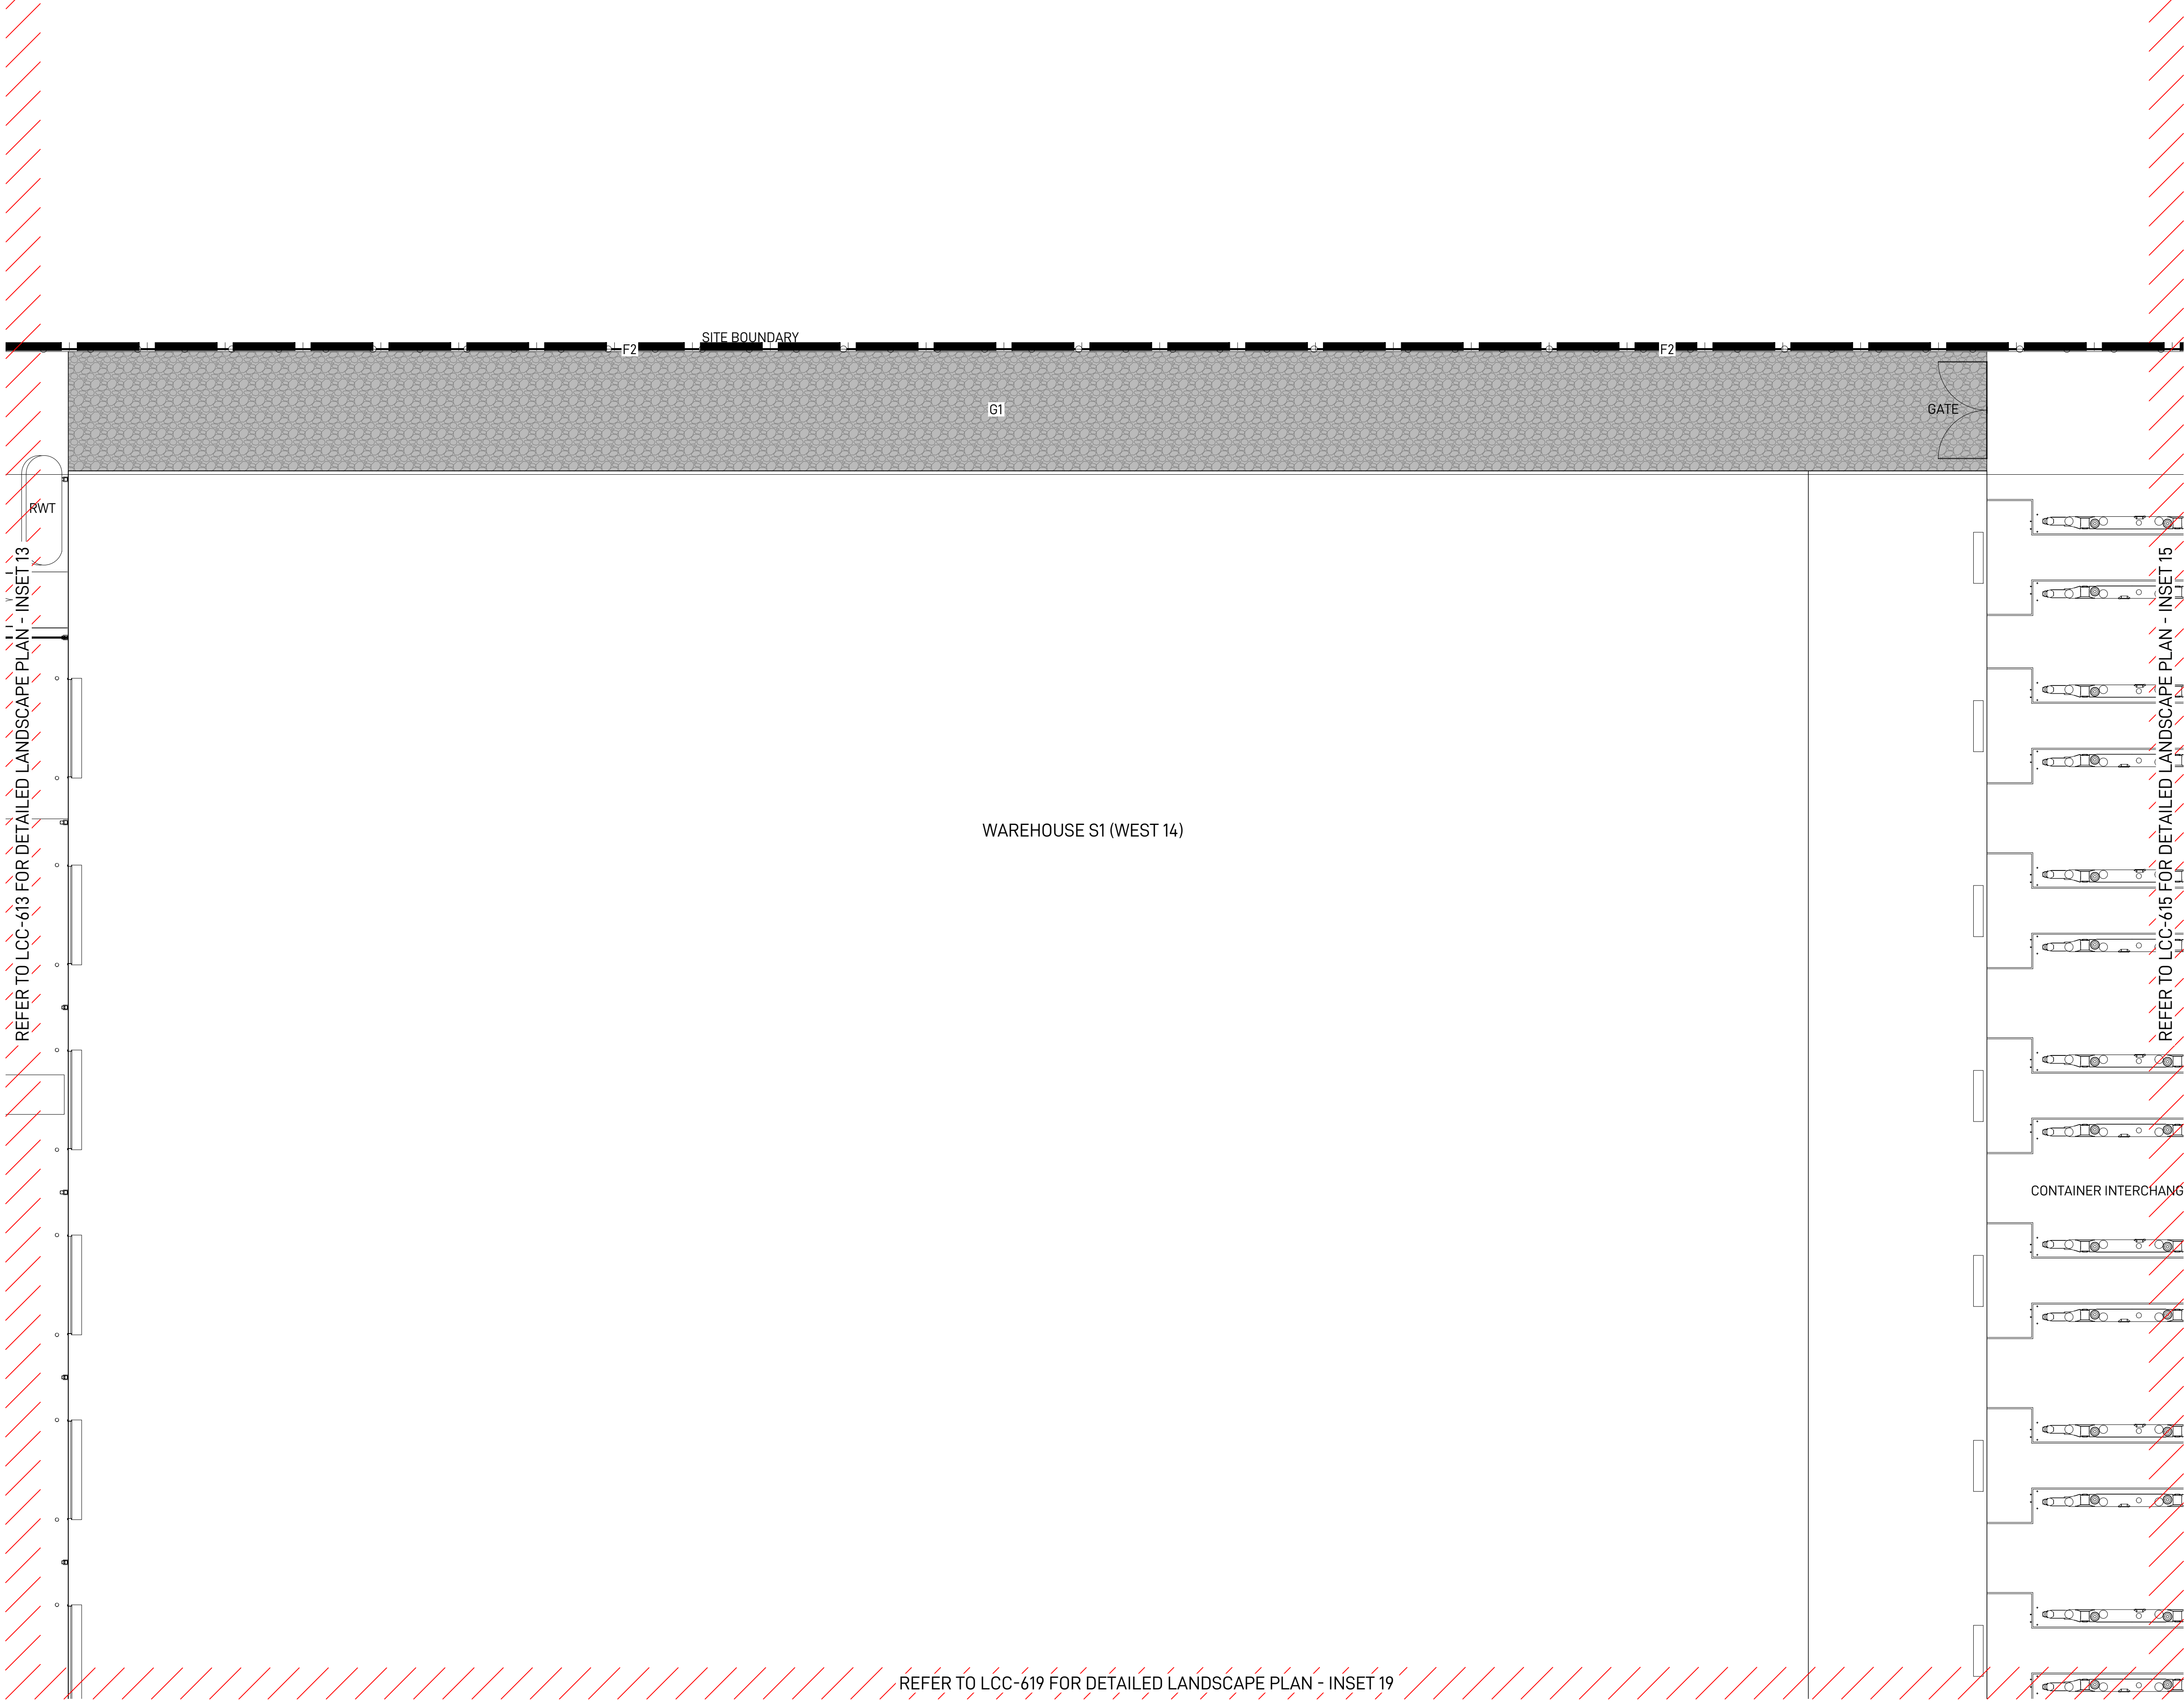 SITE BOUNDARY
F2
F2
G1
GATE
RWT
REFER TO LCC-613 FOR DETAILED LANDSCAPE PLAN - INSET 13
REFER TO LCC-615 FOR DETAILED LANDSCAPE PLAN - INSET 15
WAREHOUSE S1 (WEST 14)
CONTAINER INTERCHANG
REFER TO LCC-619 FOR DETAILED LANDSCAPE PLAN - INSET 19